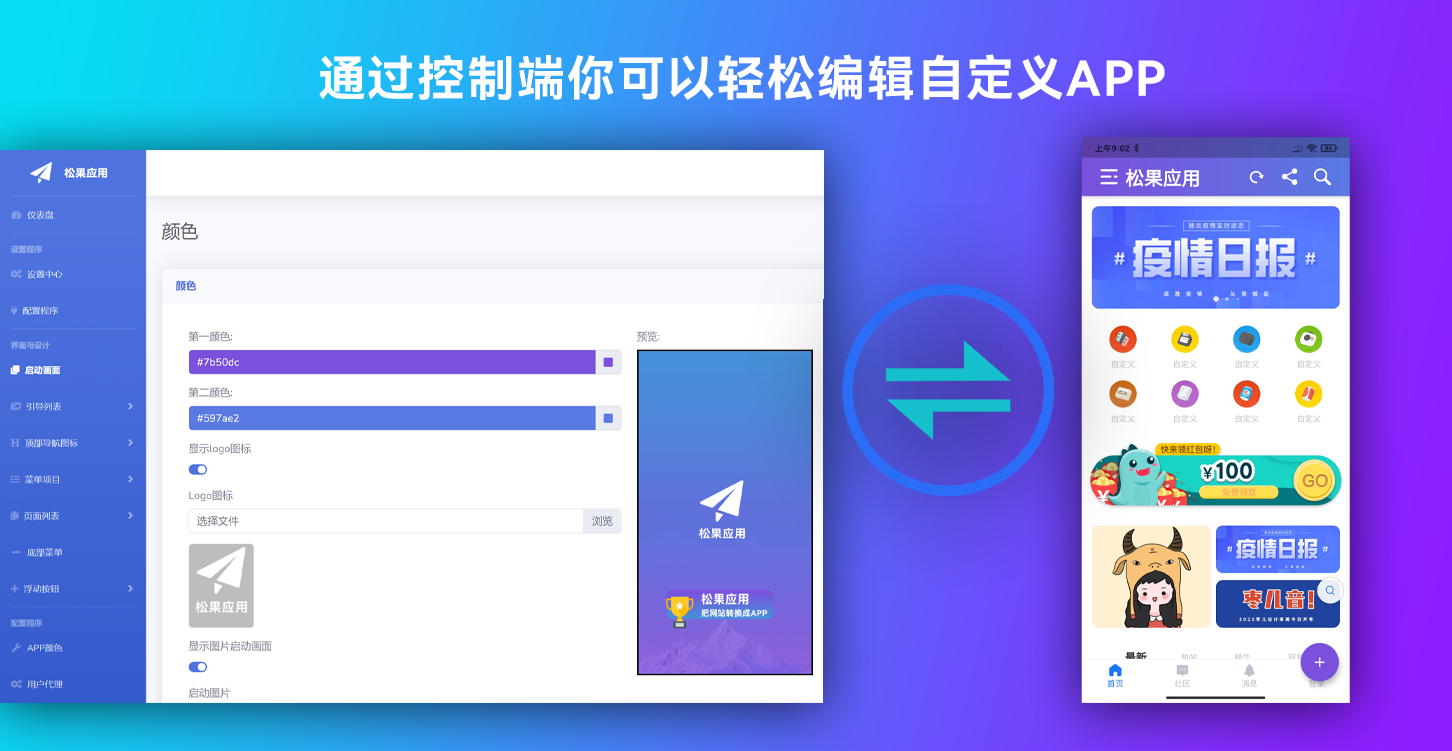 通过控制端你可以轻松编辑自定义APP
松果应用
仪表盘
设置程序
设置中心
配置程序
界面与设计
启动画面
引导列表
H 顶部导航图标
菜单项目
页面列表
底部菜单
浮动按钮
配置程序
APP颜色
用户代理
颜色
颜色
第一颜色:
#7b50dc
第二颜色:
#597ae2
显示logo图标
Logo图标
选择文件 浏览
松果应用
显示图片启动画面
启动图片
预览:
松果应用
松果应用
把网站转换成APP
上午9:02 90
松果应用
肺炎疫情实时动态
# 疫情日报 #
自定义 自定义 自定义 自定义
自定义 自定义 自定义 自定义
快来领红包呀!
¥100
免费领取
GO
¥ ¥
# 疫情日报 #
枣儿音!
最新
首页 社区 消息